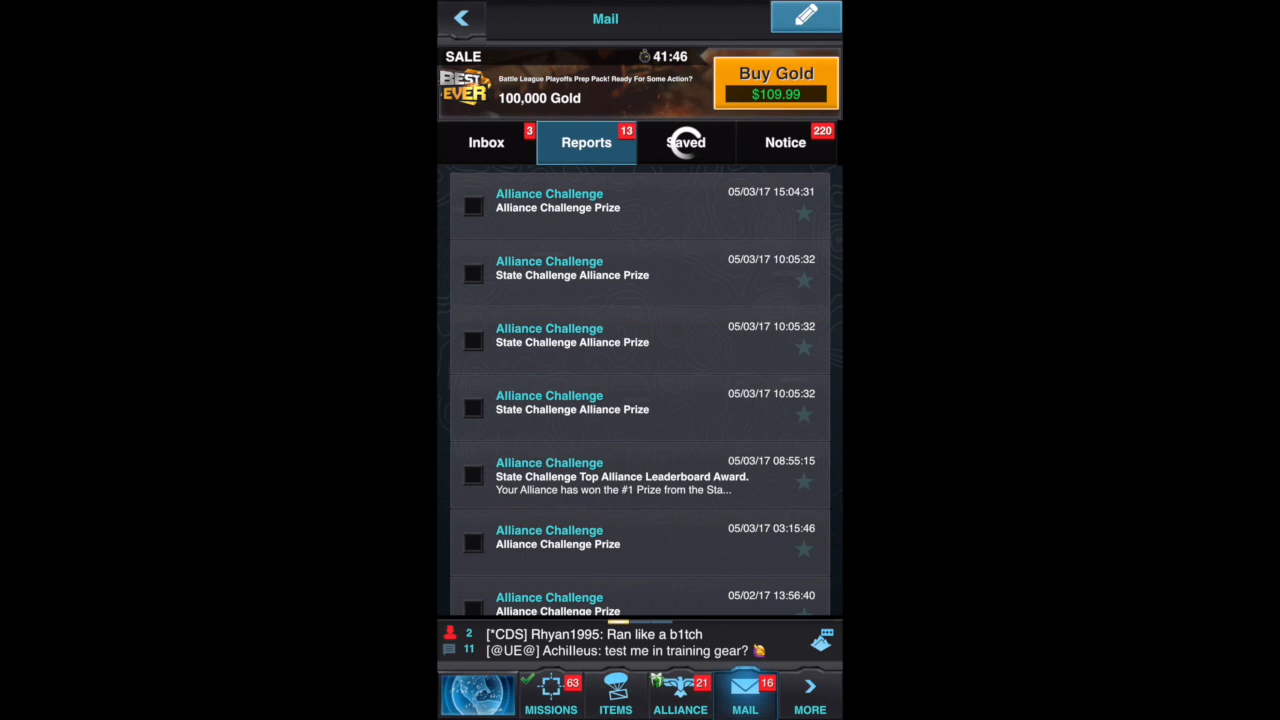 Mail
SALE
41:46
BEST EVER
Battle League Playoffs Prep Pack! Ready For Some Action?
100,000 Gold
Buy Gold
$109.99
Inbox 3
Reports 13
Saved
Notice 220
Alliance Challenge 05/03/17 15:04:31
Alliance Challenge Prize
Alliance Challenge 05/03/17 10:05:32
State Challenge Alliance Prize
Alliance Challenge 05/03/17 10:05:32
State Challenge Alliance Prize
Alliance Challenge 05/03/17 10:05:32
State Challenge Alliance Prize
Alliance Challenge 05/03/17 08:55:15
State Challenge Top Alliance Leaderboard Award.
Your Alliance has won the #1 Prize from the Sta...
Alliance Challenge 05/03/17 03:15:46
Alliance Challenge Prize
Alliance Challenge 05/02/17 13:56:40
Alliance Challenge Prize
2 [*CDS] Rhyan1995: Ran like a b1tch
11 [@UE@] Achilleus: test me in training gear? 🙋
63 21 16
MISSIONS ITEMS ALLIANCE MAIL MORE